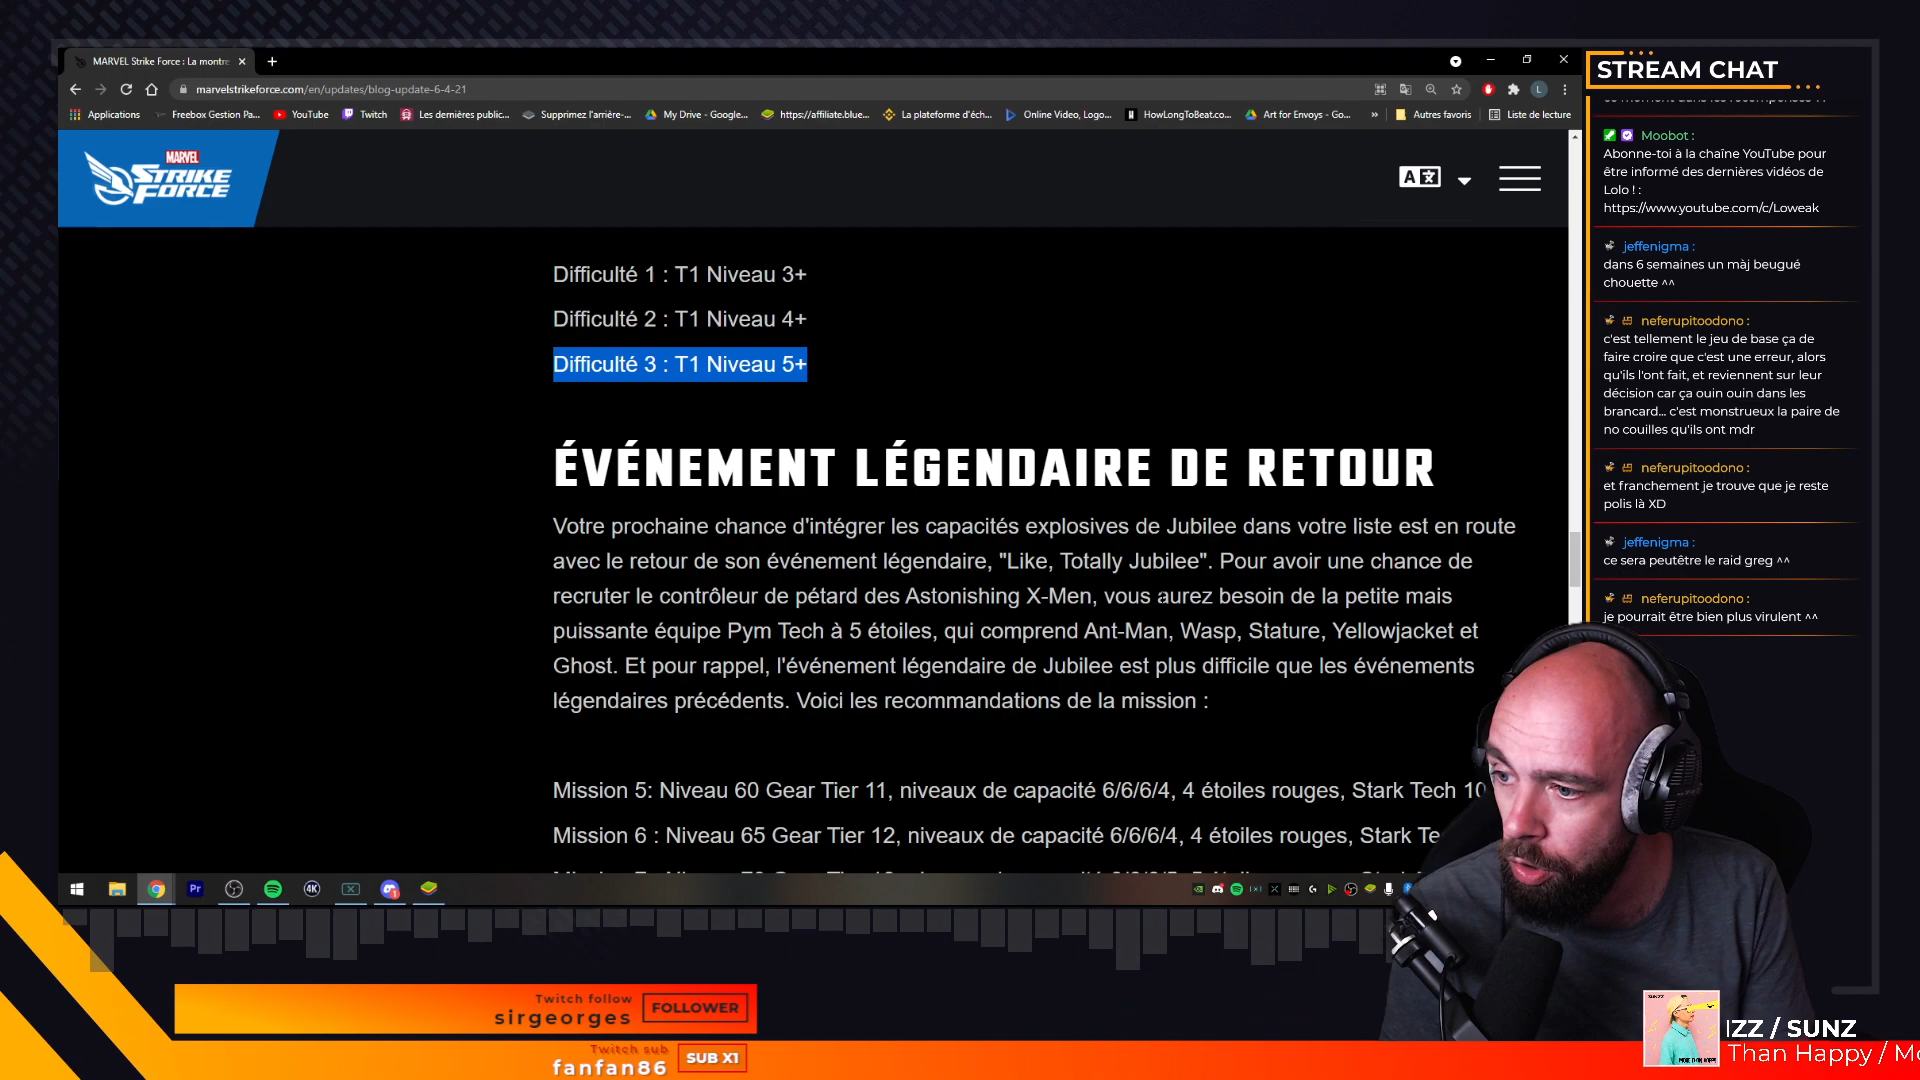 MARVEL Strike Force : La montre
marvelstrikeforce.com/en/updates/blog-update-6-4-21
Applications
Freebox Gestion Pa...
YouTube
Twitch
Les dernières public...
Supprimez l'arrière-...
My Drive - Google...
https://affiliate.blue...
La plateforme d'éch...
Online Video, Logo...
HowLongToBeat.co...
Art for Envoys - Go...
Autres favoris
Liste de lecture
MARVEL
STRIKE
FORCE
Difficulté 1 : T1 Niveau 3+
Difficulté 2 : T1 Niveau 4+
Difficulté 3 : T1 Niveau 5+
ÉVÉNEMENT LÉGENDAIRE DE RETOUR
Votre prochaine chance d'intégrer les capacités explosives de Jubilee dans votre liste est en route
avec le retour de son événement légendaire, "Like, Totally Jubilee". Pour avoir une chance de
recruter le contrôleur de pétard des Astonishing X-Men, vous aurez besoin de la petite mais
puissante équipe Pym Tech à 5 étoiles, qui comprend Ant-Man, Wasp, Stature, Yellowjacket et
Ghost. Et pour rappel, l'événement légendaire de Jubilee est plus difficile que les événements
légendaires précédents. Voici les recommandations de la mission :
Mission 5: Niveau 60 Gear Tier 11, niveaux de capacité 6/6/6/4, 4 étoiles rouges, Stark Tech 10
Mission 6 : Niveau 65 Gear Tier 12, niveaux de capacité 6/6/6/4, 4 étoiles rouges, Stark Te
STREAM CHAT
Moobot :
Abonne-toi à la chaîne YouTube pour
être informé des dernières vidéos de
Lolo ! :
https://www.youtube.com/c/Loweak
jeffenigma :
dans 6 semaines un màj beugué
chouette ^^
neferupitoodono :
c'est tellement le jeu de base ça de
faire croire que c'est une erreur, alors
qu'ils l'ont fait, et reviennent sur leur
décision car ça ouin ouin dans les
brancard... c'est monstrueux la paire de
no couilles qu'ils ont mdr
neferupitoodono :
et franchement je trouve que je reste
polis là XD
jeffenigma :
ce sera peutêtre le raid greg ^^
neferupitoodono :
je pourrait être bien plus virulent ^^
Twitch follow
sirgeorges
FOLLOWER
Twitch sub
fanfan86
SUB X1
IZZ / SUNZ
Than Happy / Mo